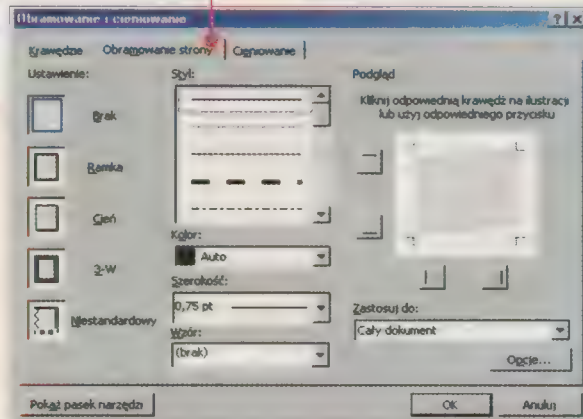 Obramowanie i cieniowanie
Krawędzie Obramowanie strony Cieniowanie
Ustawienie:
Brak
Ramka
Cień
3-W
Niestandardowy
Styl:
Kolor:
Auto
Szerokość:
0,75 pt
Wzór:
(brak)
Podgląd
Kliknij odpowiednią krawędź na ilustracji
lub użyj odpowiedniego przycisku
Zastosuj do:
Cały dokument
Opcje...
Pokaż pasek narzędzi
OK
Anuluj